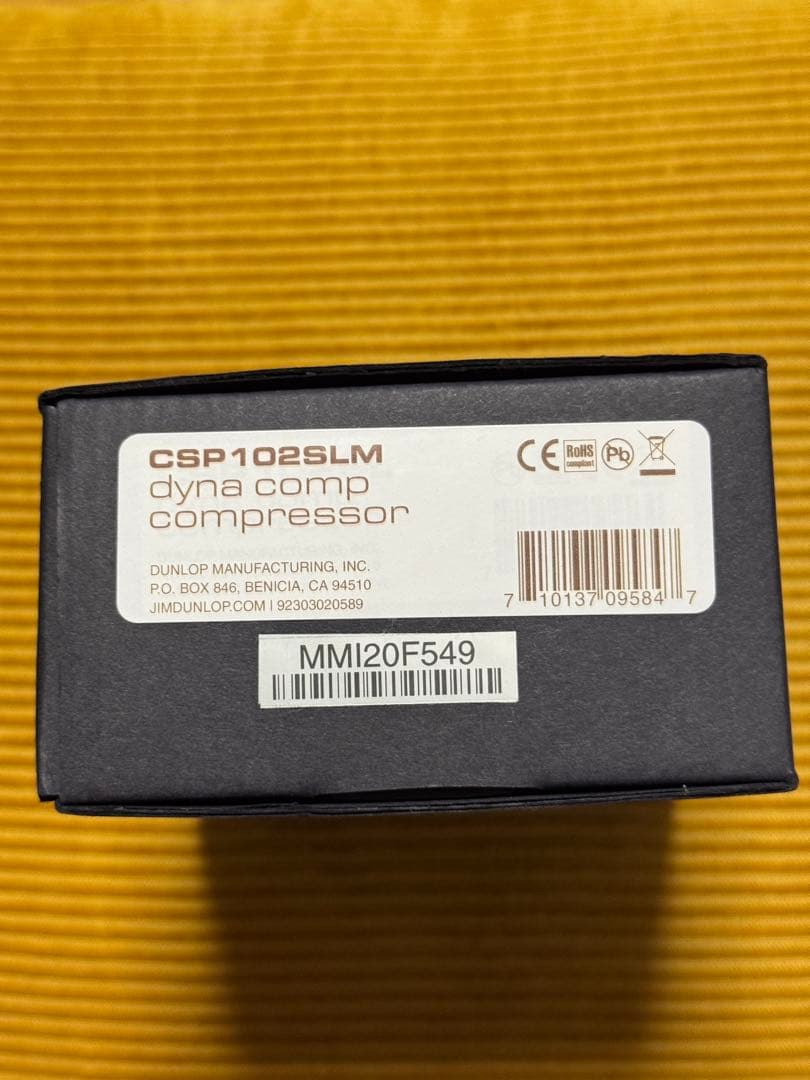 CSP102SLM
dyna comp
compressor
DUNLOP MANUFACTURING, INC.
P.O. BOX 846, BENICIA, CA 94510
JIMDUNLOP.COM | 92303020589
CE RoHS compliant Pb
7 10137 09584 7
MMI20F549